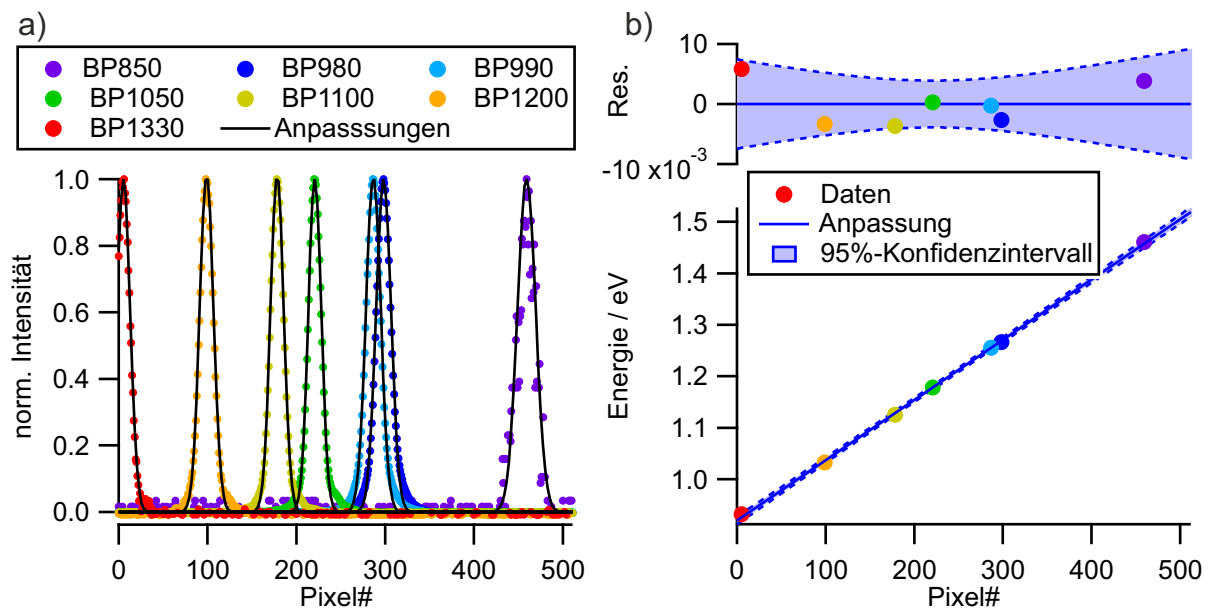 a)
BP850 BP980 BP990
BP1050 BP1100 BP1200
BP1330 Anpasssungen
norm. Intensität
1.0
0.8
0.6
0.4
0.2
0.0
0 100 200 300 400 500
Pixel#
b)
Res.
10
0
-10 x10⁻³
Daten
Anpassung
95%-Konfidenzintervall
Energie / eV
1.5
1.4
1.3
1.2
1.1
1.0
0 100 200 300 400 500
Pixel#